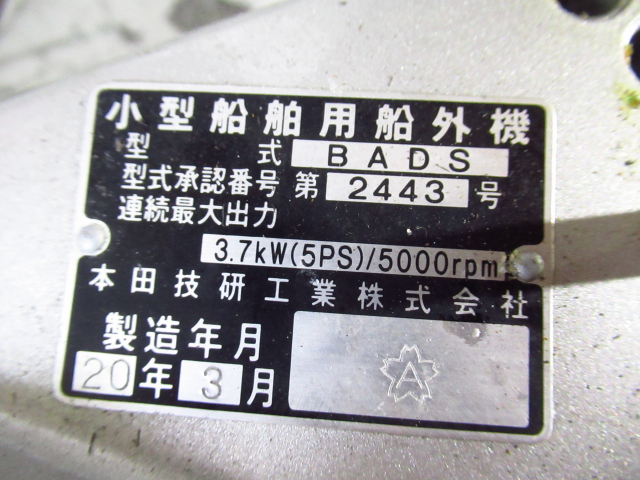 小型船舶用船外機
型式 BADS
型式承認番号 第 2443 号
連続最大出力
3.7kW(5PS)/5000rpm
本田技研工業株式会社
製造年月
20年3月
A